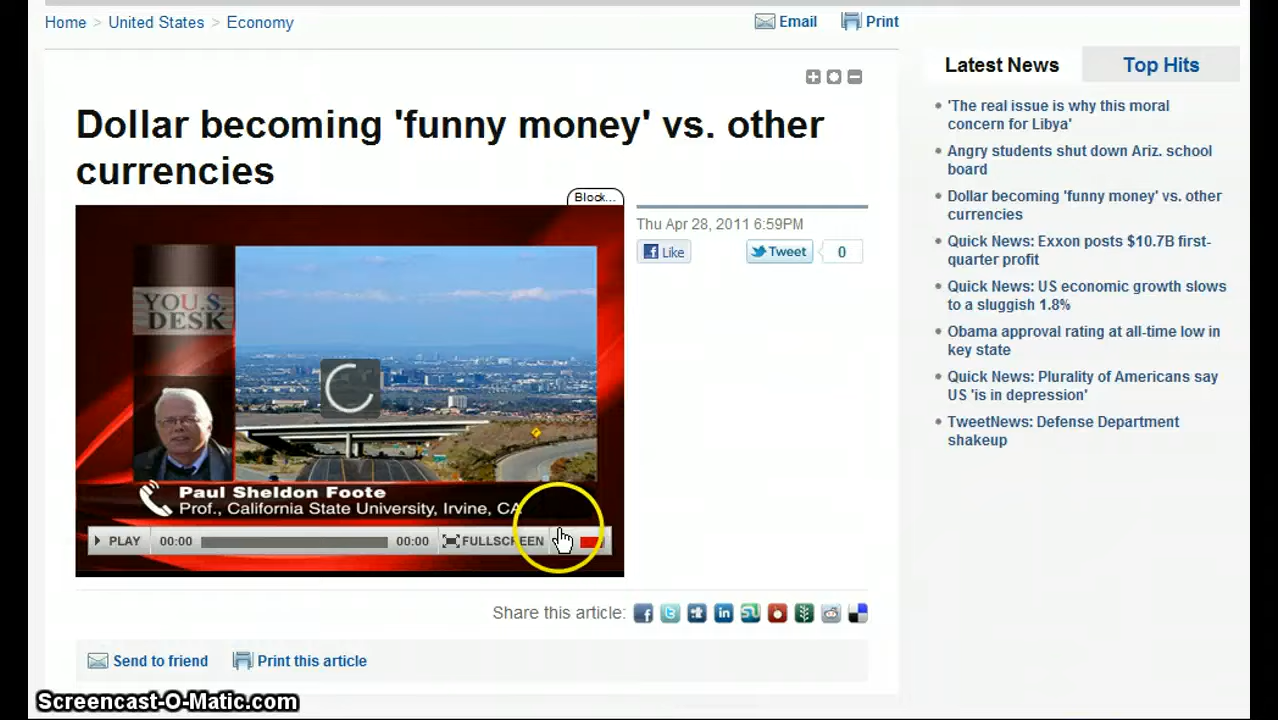 Home > United States > Economy
Email Print
Dollar becoming 'funny money' vs. other
currencies
Block...
Thu Apr 28, 2011 6:59PM
Like Tweet 0
YOU.S.
DESK
Paul Sheldon Foote
Prof., California State University, Irvine, CA
PLAY 00:00 00:00 FULLSCREEN
Share this article:
Send to friend Print this article
Latest News Top Hits
'The real issue is why this moral
concern for Libya'
Angry students shut down Ariz. school
board
Dollar becoming 'funny money' vs. other
currencies
Quick News: Exxon posts $10.7B first-
quarter profit
Quick News: US economic growth slows
to a sluggish 1.8%
Obama approval rating at all-time low in
key state
Quick News: Plurality of Americans say
US 'is in depression'
TweetNews: Defense Department
shakeup
Screencast-O-Matic.com